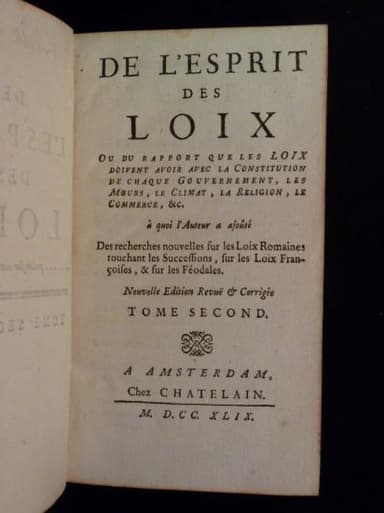 DE L'ESPRIT
DES
LOIX
OU DU RAPPORT QUE LES LOIX
DOIVENT AVOIR AVEC LA CONSTITUTION
DE CHAQUE GOUVERNEMENT, LES
MŒURS, LE CLIMAT, LA RELIGION, LE
COMMERCE, &c.
à quoi l'Auteur a ajoûté
Des recherches nouvelles sur les Loix Romaines
touchant les Successions, sur les Loix Fran-
çoises, & sur les Féodales.
Nouvelle Edition Revuë & Corrigée
TOME SECOND.
A AMSTERDAM,
Chez CHATELAIN.
M. D. CC. XLIX.